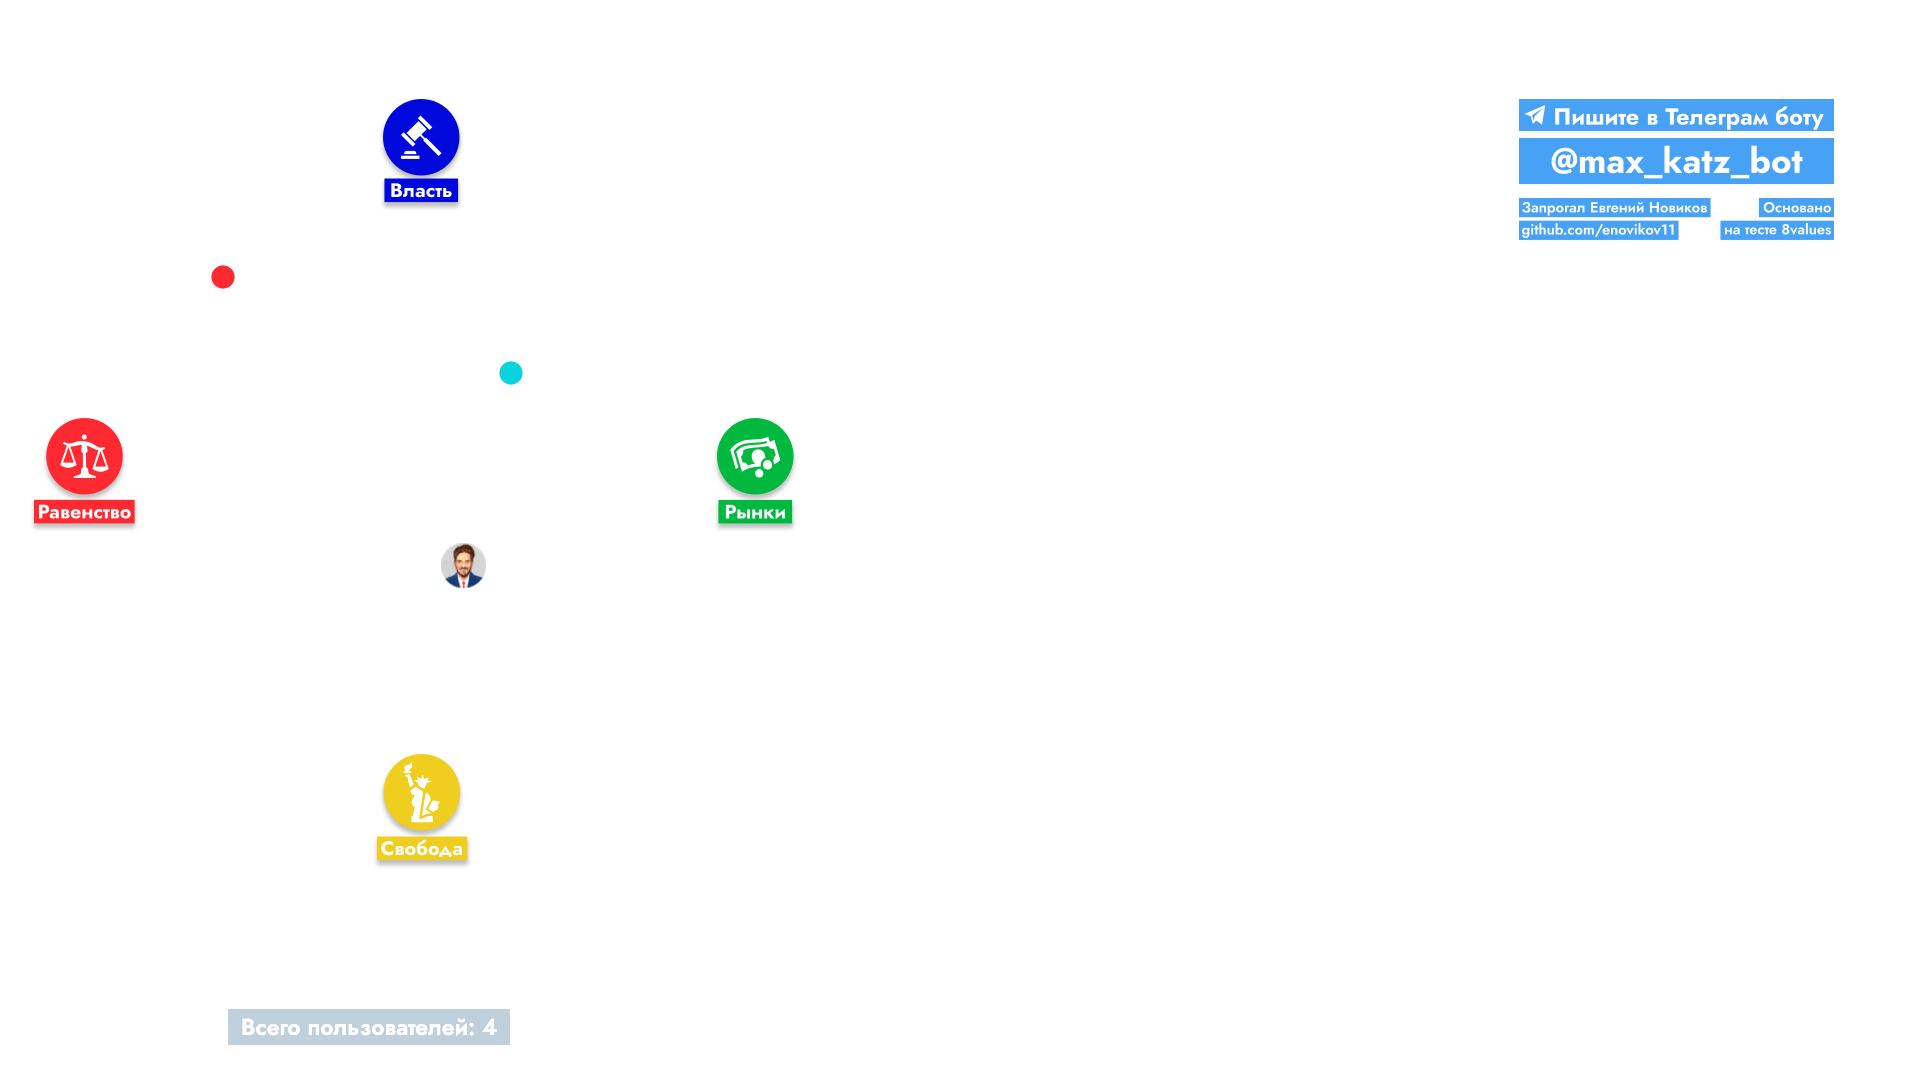 Власть
Равенство
Рынки
Свобода
Всего пользователей: 4
Пишите в Телеграм боту
@max_katz_bot
Запрогал Евгений Новиков
github.com/enovikov11
Основано
на тесте 8values